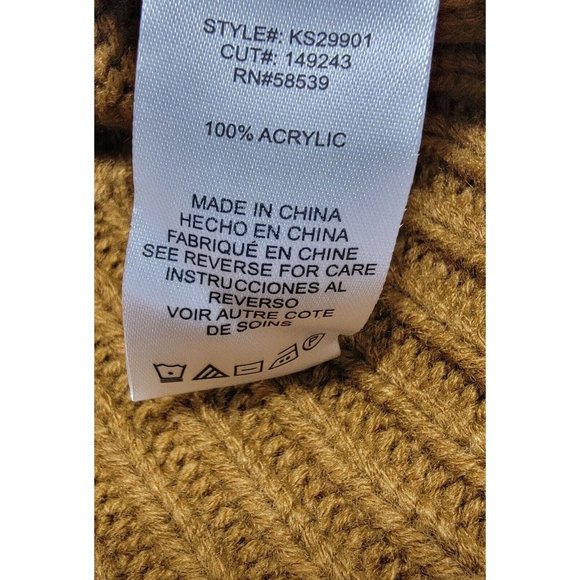 STYLE#: KS29901
CUT#: 149243
RN#58539
100% ACRYLIC
MADE IN CHINA
HECHO EN CHINA
FABRIQUÉ EN CHINE
SEE REVERSE FOR CARE
INSTRUCCIONES AL
REVERSO
VOIR AUTRE COTE
DE SOINS
P